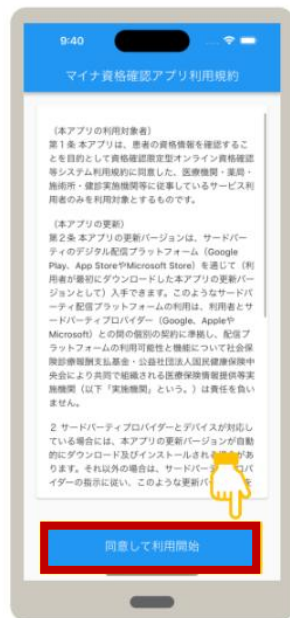 9:40
マイナ資格確認アプリ利用規約
（本アプリの利用対象者）
第１条 本アプリは、患者の資格情報を確認するこ
とを目的として資格確認限定型オンライン資格確認
等システム利用規約に同意した、医療機関・薬局・
施術所・健診実施機関等に従事しているサービス利
用者のみを利用対象とするものです。
（本アプリの更新）
第２条 本アプリの更新バージョンは、サードパー
ティのデジタル配信プラットフォーム（Google
Play、App StoreやMicrosoft Store）を通じて（利
用者が最初にダウンロードした本アプリの更新バー
ジョンとして）入手できます。このようなサードパ
ーティ配信プラットフォームの利用は、利用者とサ
ードパーティプロバイダー（Google、Appleや
Microsoft）との間の個別の契約に準拠し、配信プ
ラットフォームの利用可能性と機能について社会保
険診療報酬支払基金・公益社団法人国民健康保険中
央会により共同で組織される医療保険情報提供等実
施機関（以下「実施機関」という。）は責任を負い
ません。
２ サードパーティプロバイダーとデバイスが対応し
ている場合には、本アプリの更新バージョンが自動
的にダウンロード及びインストールされる
ります。それ以外の場合は、サードパー
イダーの指示に従い、このような更新バ
同意して利用開始